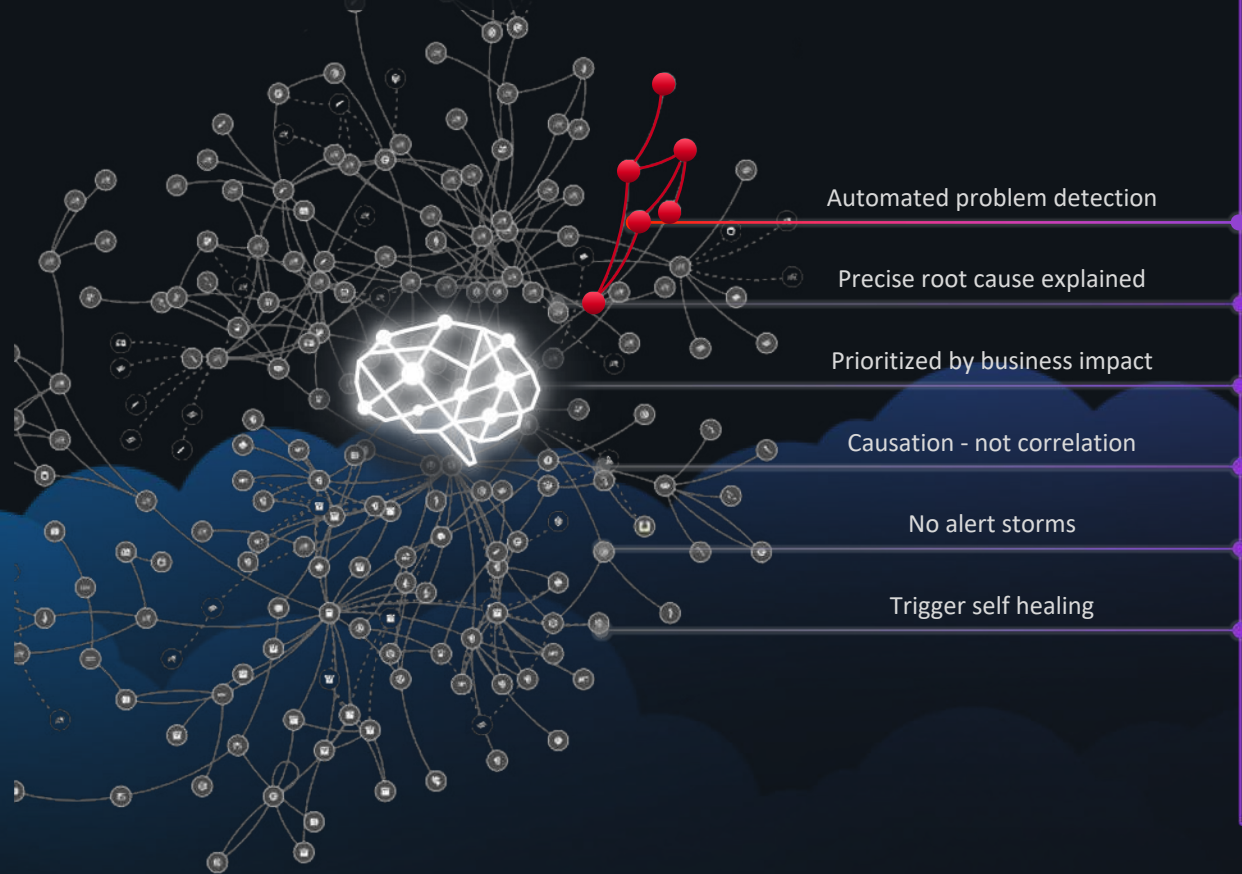 Automated problem detection
Precise root cause explained
Prioritized by business impact
Causation - not correlation
No alert storms
Trigger self healing